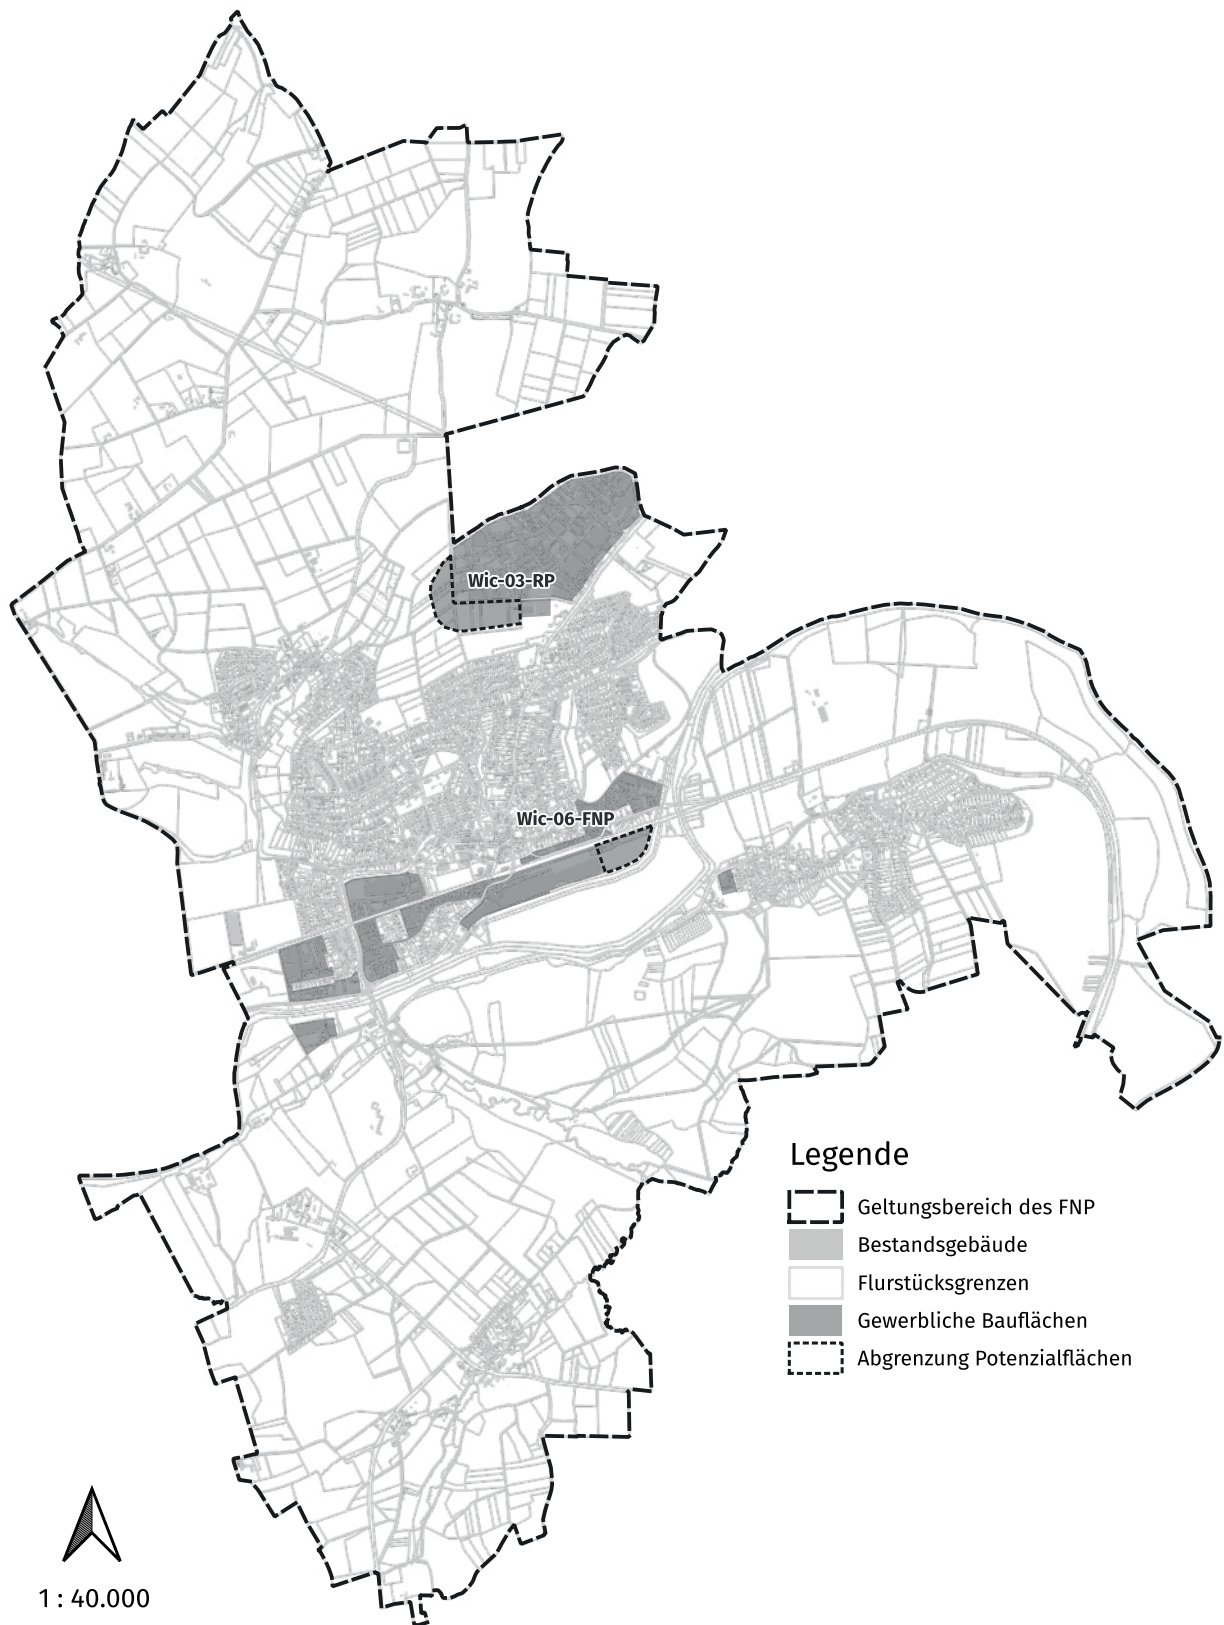 Wic-03-RP
Wic-06-FNP
Legende
Geltungsbereich des FNP
Bestandsgebäude
Flurstücksgrenzen
Gewerbliche Bauflächen
Abgrenzung Potenzialflächen
1 : 40.000